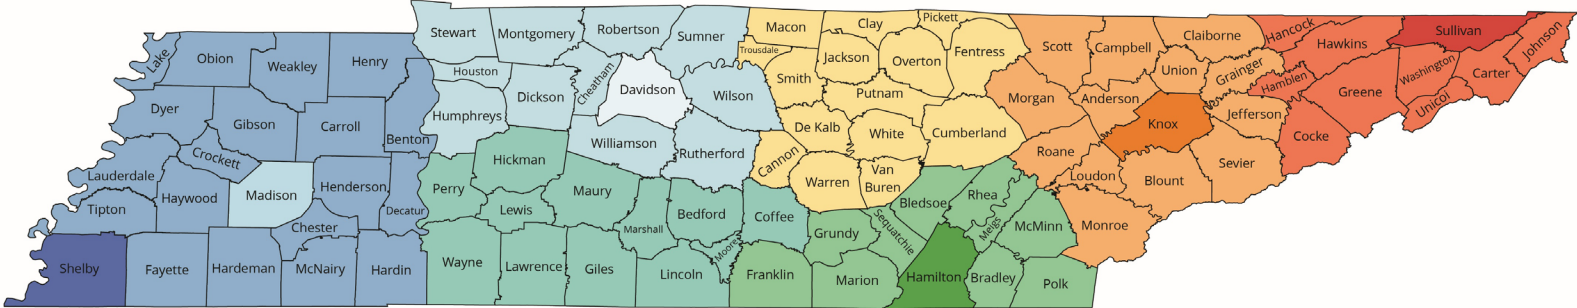 Lake
Obion
Weakley
Henry
Stewart
Montgomery
Robertson
Sumner
Macon
Trousdale
Clay
Pickett
Jackson
Overton
Fentress
Scott
Campbell
Claiborne
Union
Grainger
Hancock
Hawkins
Hamblen
Sullivan
Washington
Carter
Johnson
Unicoi
Greene
Cocke
Dyer
Gibson
Carroll
Benton
Houston
Humphreys
Dickson
Cheatham
Davidson
Wilson
Smith
Putnam
De Kalb
White
Cumberland
Morgan
Anderson
Knox
Jefferson
Sevier
Lauderdale
Crockett
Haywood
Madison
Henderson
Decatur
Perry
Hickman
Lewis
Williamson
Maury
Rutherford
Cannon
Warren
Van
Buren
Bledsoe
Rhea
Roane
Loudon
Blount
Monroe
Tipton
Shelby
Fayette
Hardeman
Chester
McNairy
Hardin
Wayne
Lawrence
Giles
Marshall
Bedford
Lincoln
Moore
Coffee
Franklin
Grundy
Sequatchie
Marion
Hamilton
Meigs
McMinn
Bradley
Polk